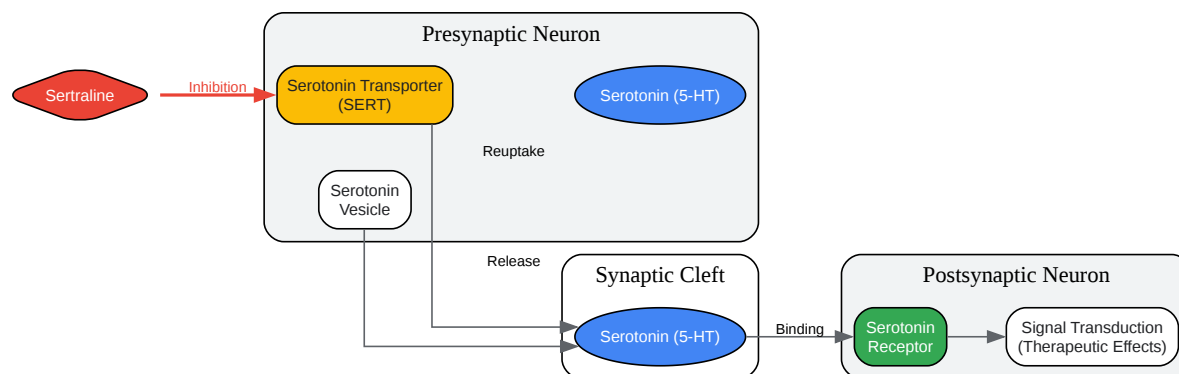 Presynaptic Neuron
Sertraline
Inhibition
Serotonin Transporter
(SERT)
Serotonin (5-HT)
Reuptake
Serotonin
Vesicle
Release
Synaptic Cleft
Serotonin (5-HT)
Binding
Postsynaptic Neuron
Serotonin
Receptor
Signal Transduction
(Therapeutic Effects)